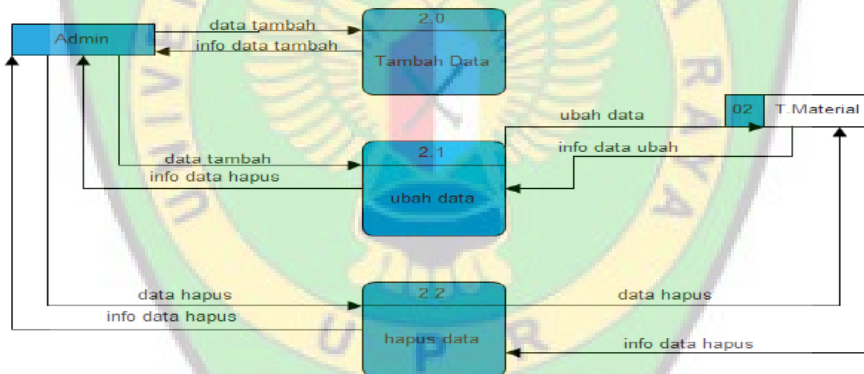 data tambah
Admin
info data tambah
2.0
Tambah Data
02
T.Material
ubah data
data tambah
info data hapus
2.1
ubah data
info data ubah
data hapus
info data hapus
2.2
hapus data
data hapus
info data hapus
UNIVE
RAYA
U P R